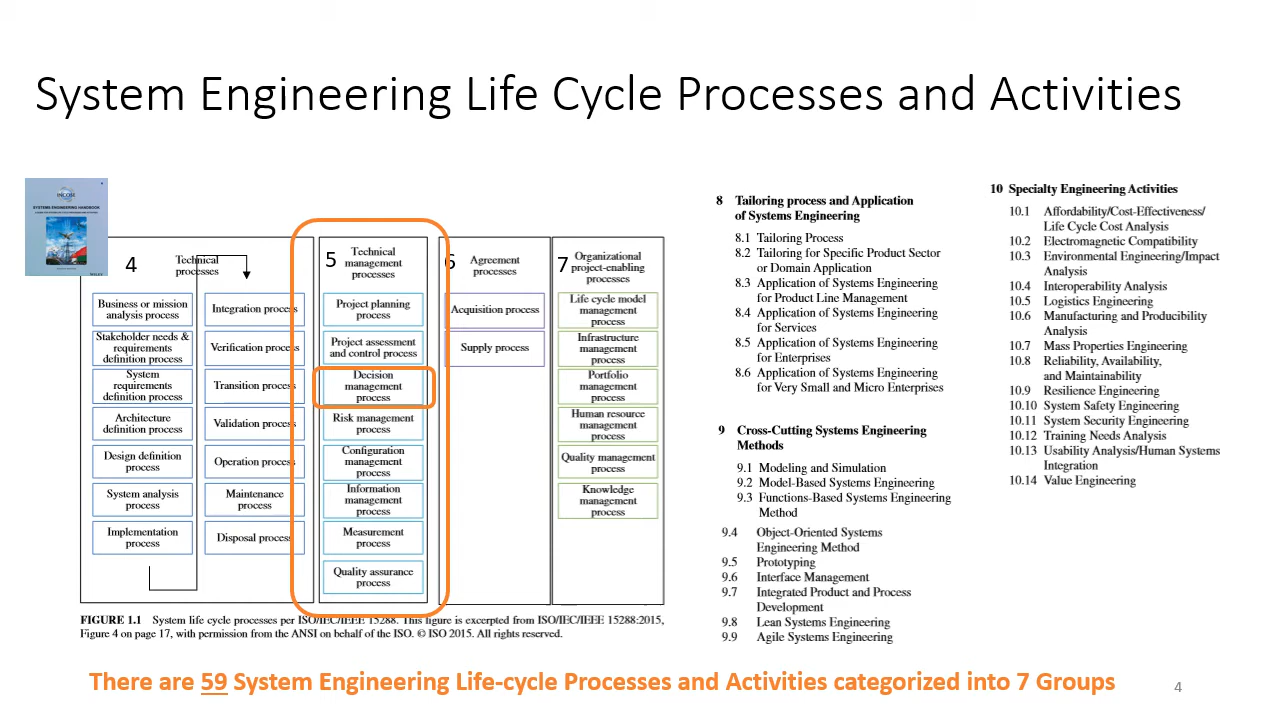 System Engineering Life Cycle Processes and Activities
INCOSE
SYSTEMS ENGINEERING HANDBOOK
WILEY
4
Technical
processes
Business or mission
analysis process
Stakeholder needs &
requirements
definition process
System
requirements
definition process
Architecture
definition process
Design definition
process
System analysis
process
Implementation
process
Integration process
Verification process
Transition process
Validation process
Operation process
Maintenance
process
Disposal process
5
Technical
management
processes
Project planning
process
Project assessment
and control process
Decision
management
process
Risk management
process
Configuration
management
process
Information
management
process
Measurement
process
Quality assurance
process
6
Agreement
processes
Acquisition process
Supply process
7
Organizational
project-enabling
processes
Life cycle model
management
process
Infrastructure
management
process
Portfolio
management
process
Human resource
management
process
Quality management
process
Knowledge
management
process
FIGURE 1.1 System life cycle processes per ISO/IEC/IEEE 15288. This figure is excerpted from ISO/IEC/IEEE 15288:2015,
Figure 4 on page 17, with permission from the ANSI on behalf of the ISO. © ISO 2015. All rights reserved.
8 Tailoring process and Application
of Systems Engineering
8.1 Tailoring Process
8.2 Tailoring for Specific Product Sector
or Domain Application
8.3 Application of Systems Engineering
for Product Line Management
8.4 Application of Systems Engineering
for Services
8.5 Application of Systems Engineering
for Enterprises
8.6 Application of Systems Engineering
for Very Small and Micro Enterprises
9 Cross-Cutting Systems Engineering
Methods
9.1 Modeling and Simulation
9.2 Model-Based Systems Engineering
9.3 Functions-Based Systems Engineering
Method
9.4 Object-Oriented Systems
Engineering Method
9.5 Prototyping
9.6 Interface Management
9.7 Integrated Product and Process
Development
9.8 Lean Systems Engineering
9.9 Agile Systems Engineering
10 Specialty Engineering Activities
10.1 Affordability/Cost-Effectiveness/
Life Cycle Cost Analysis
10.2 Electromagnetic Compatibility
10.3 Environmental Engineering/Impact
Analysis
10.4 Interoperability Analysis
10.5 Logistics Engineering
10.6 Manufacturing and Producibility
Analysis
10.7 Mass Properties Engineering
10.8 Reliability, Availability,
and Maintainability
10.9 Resilience Engineering
10.10 System Safety Engineering
10.11 System Security Engineering
10.12 Training Needs Analysis
10.13 Usability Analysis/Human Systems
Integration
10.14 Value Engineering
There are 59 System Engineering Life-cycle Processes and Activities categorized into 7 Groups
4